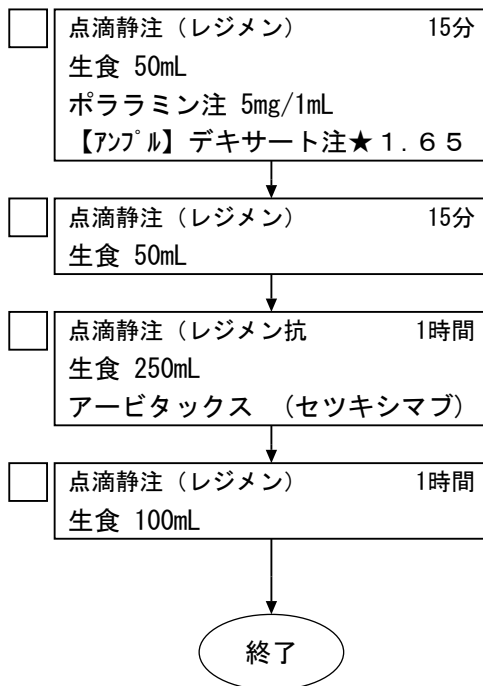 点滴静注（レジメン） 15分
生食 50mL
ポララミン注 5mg/1mL
【ｱﾝﾌﾟﾙ】デキサート注★１.６５
点滴静注（レジメン） 15分
生食 50mL
点滴静注（レジメン抗 1時間
生食 250mL
アービタックス （セツキシマブ）
点滴静注（レジメン） 1時間
生食 100mL
終了